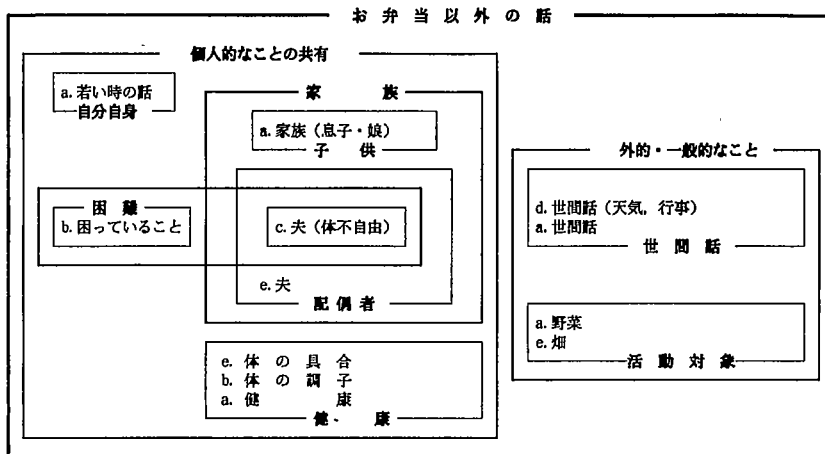 お弁当以外の話
個人的なことの共有
a. 若い時の話
自分自身
家族
a. 家族（息子・娘）
子供
困難
b. 困っていること
c. 夫（体不自由）
e. 夫
配偶者
e. 体の具合
b. 体の調子
a. 健康
健康
外的・一般的なこと
d. 世間話（天気，行事）
a. 世間話
世間話
a. 野菜
e. 畑
活動対象